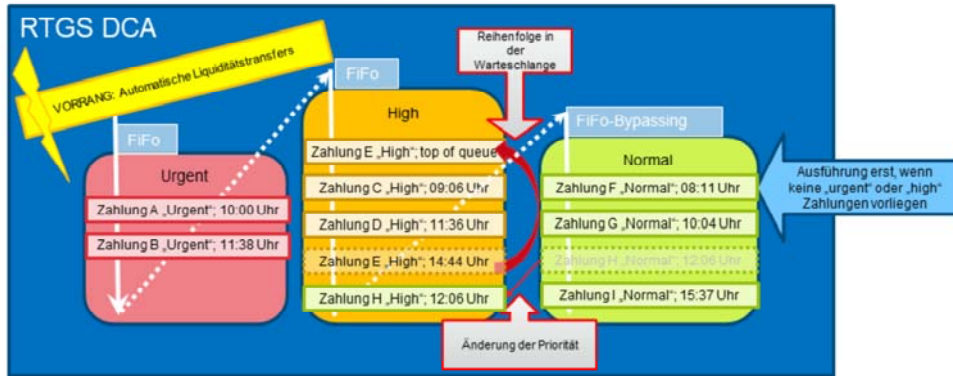 RTGS DCA
VORRANG: Automatische Liquiditätstransfers
FiFo
Urgent
Zahlung A „Urgent"; 10:00 Uhr
Zahlung B „Urgent"; 11:38 Uhr
FiFo
High
Zahlung E „High"; top of queue
Zahlung C „High"; 09:06 Uhr
Zahlung D „High"; 11:36 Uhr
Zahlung E „High"; 14:44 Uhr
Zahlung H „High"; 12:06 Uhr
Reihenfolge in
der
Warteschlange
Änderung der Priorität
FiFo-Bypassing
Normal
Zahlung F „Normal"; 08:11 Uhr
Zahlung G „Normal"; 10:04 Uhr
Zahlung H „Normal"; 12:06 Uhr
Zahlung I „Normal"; 15:37 Uhr
Ausführung erst, wenn
keine „urgent" oder „high"
Zahlungen vorliegen